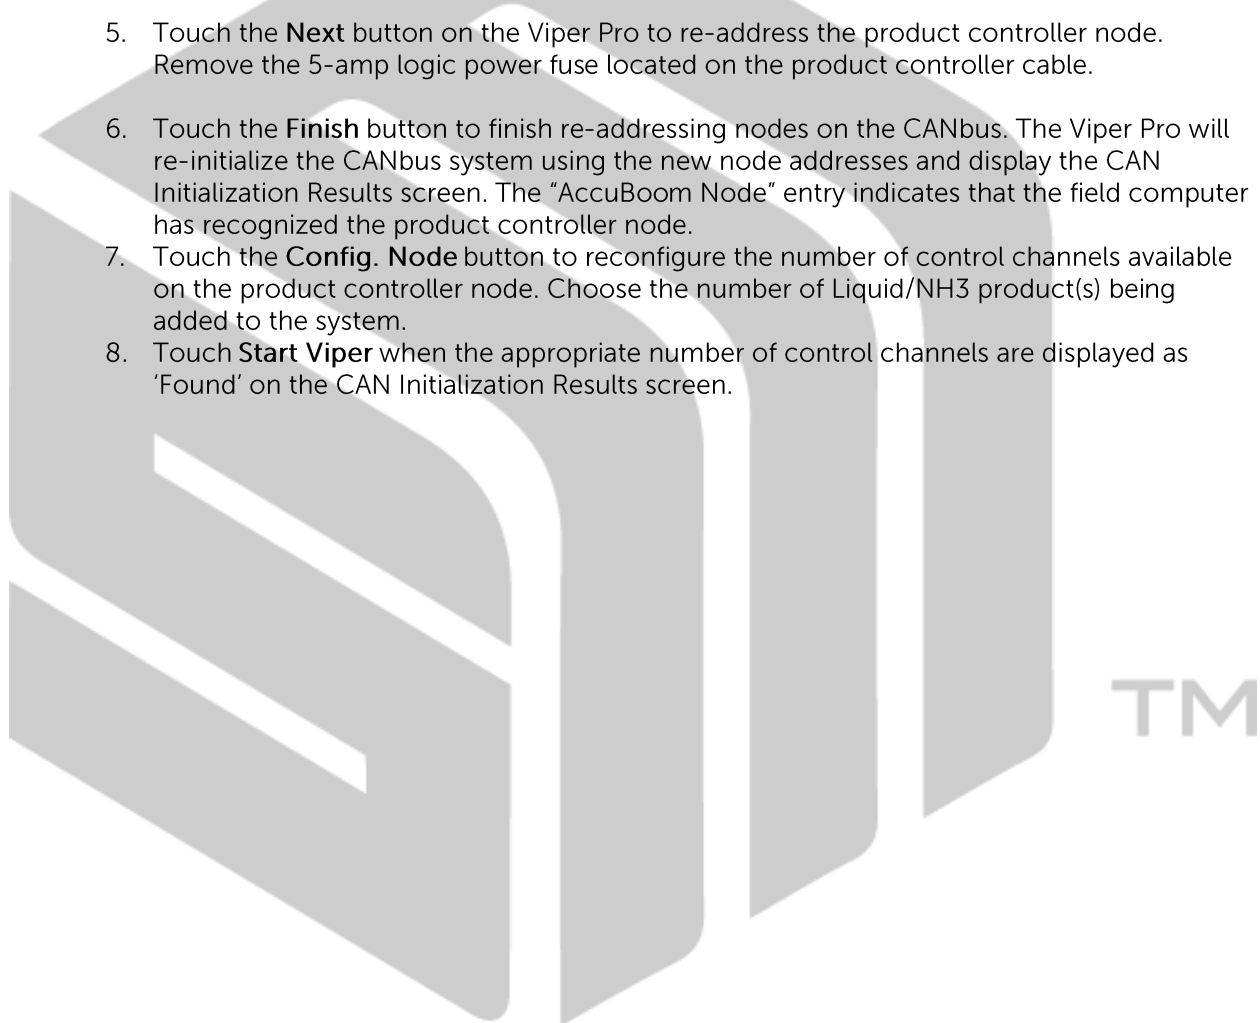 5. Touch the Next button on the Viper Pro to re-address the product controller node.
Remove the 5-amp logic power fuse located on the product controller cable.
6. Touch the Finish button to finish re-addressing nodes on the CANbus. The Viper Pro will
re-initialize the CANbus system using the new node addresses and display the CAN
Initialization Results screen. The “AccuBoom Node” entry indicates that the field computer
has recognized the product controller node.
7. Touch the Config. Node button to reconfigure the number of control channels available
on the product controller node. Choose the number of Liquid/NH3 product(s) being
added to the system.
8. Touch Start Viper when the appropriate number of control channels are displayed as
‘Found’ on the CAN Initialization Results screen.
TM